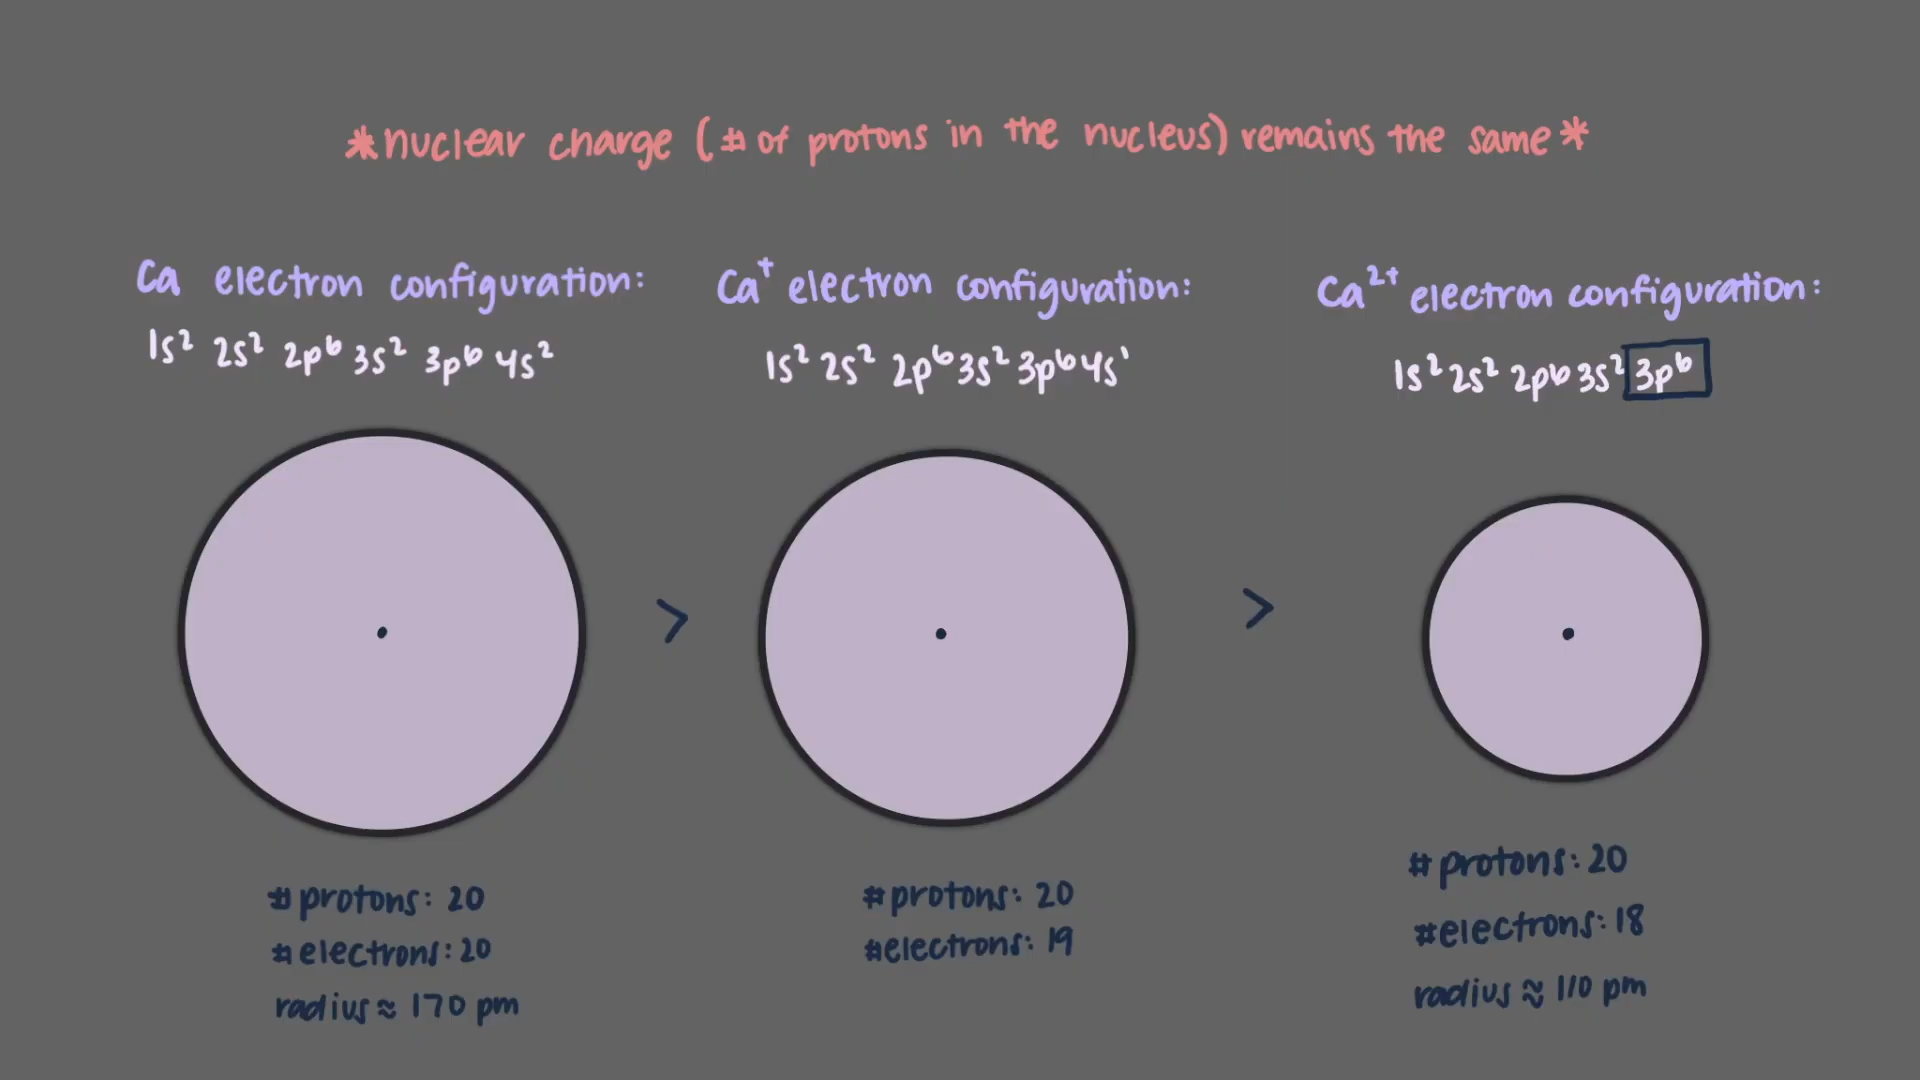 *nuclear charge (# of protons in the nucleus) remains the same*
Ca electron configuration:
1s² 2s² 2p⁶ 3s² 3p⁶ 4s²
Ca⁺ electron configuration:
1s² 2s² 2p⁶ 3s² 3p⁶ 4s¹
Ca²⁺ electron configuration:
1s² 2s² 2p⁶ 3s² 3p⁶
>
>
#protons: 20
#electrons: 20
radius ≈ 170 pm
#protons: 20
#electrons: 19
#protons: 20
#electrons: 18
radius ≈ 110 pm